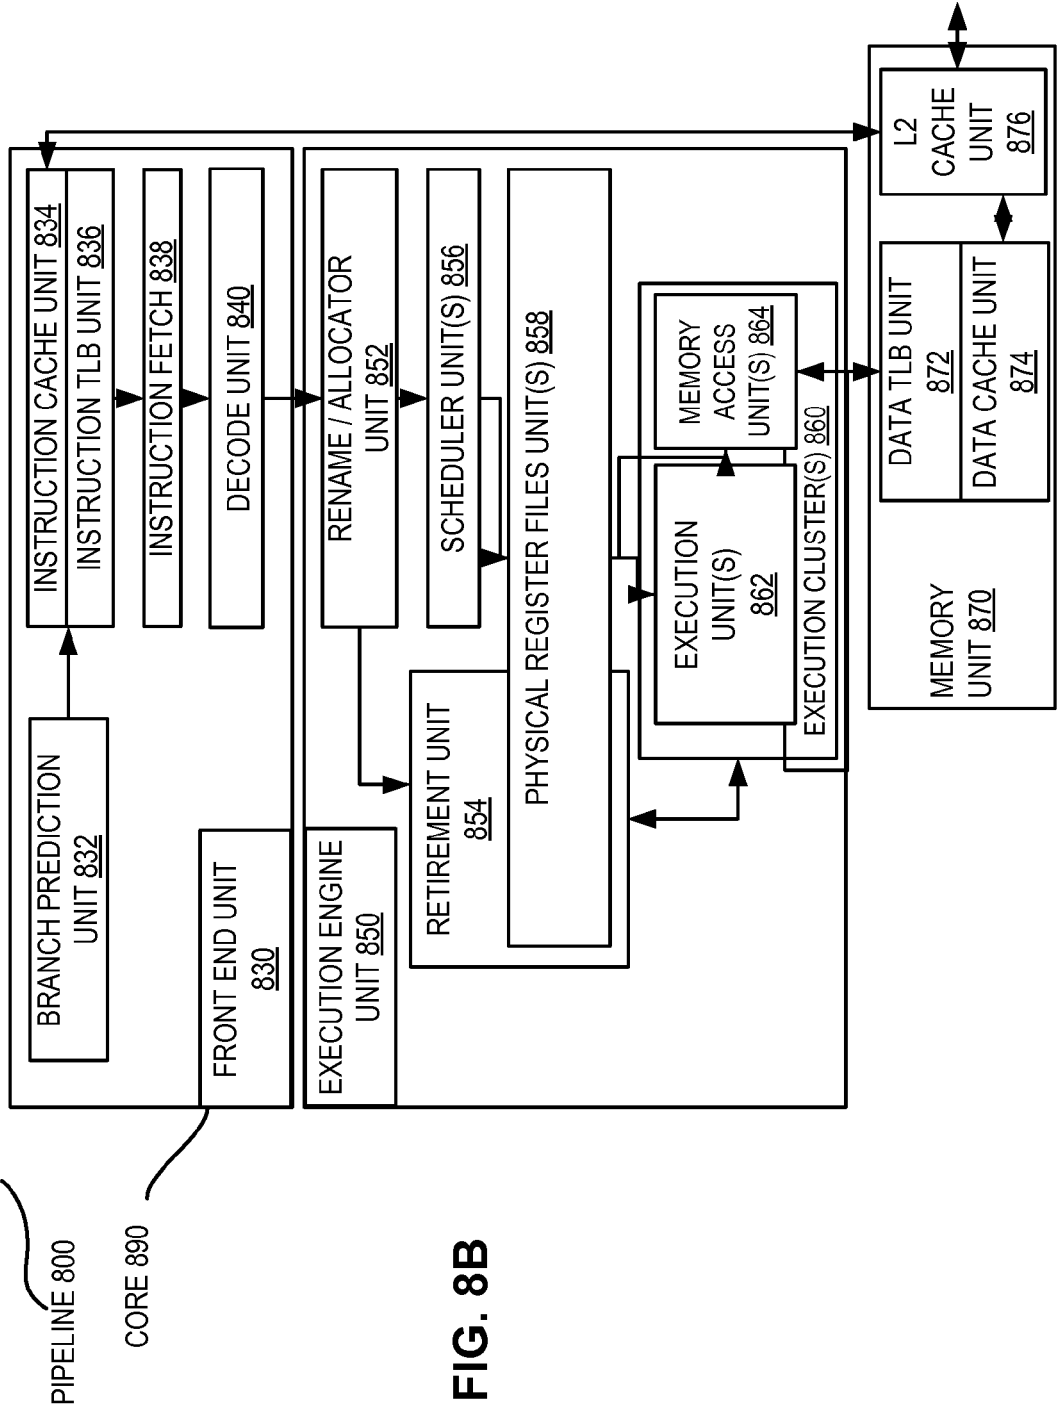 BRANCH PREDICTION
UNIT 832
INSTRUCTION CACHE UNIT 834
INSTRUCTION TLB UNIT 836
INSTRUCTION FETCH 838
DECODE UNIT 840
FRONT END UNIT
830
EXECUTION ENGINE
UNIT 850
RENAME / ALLOCATOR
UNIT 852
RETIREMENT UNIT
854
SCHEDULER UNIT(S) 856
PHYSICAL REGISTER FILES UNIT(S) 858
EXECUTION
UNIT(S)
862
MEMORY
ACCESS
UNIT(S) 864
EXECUTION CLUSTER(S) 860
MEMORY
UNIT 870
DATA TLB UNIT
872
DATA CACHE UNIT
874
L2
CACHE
UNIT
876
PIPELINE 800
CORE 890
FIG. 8B